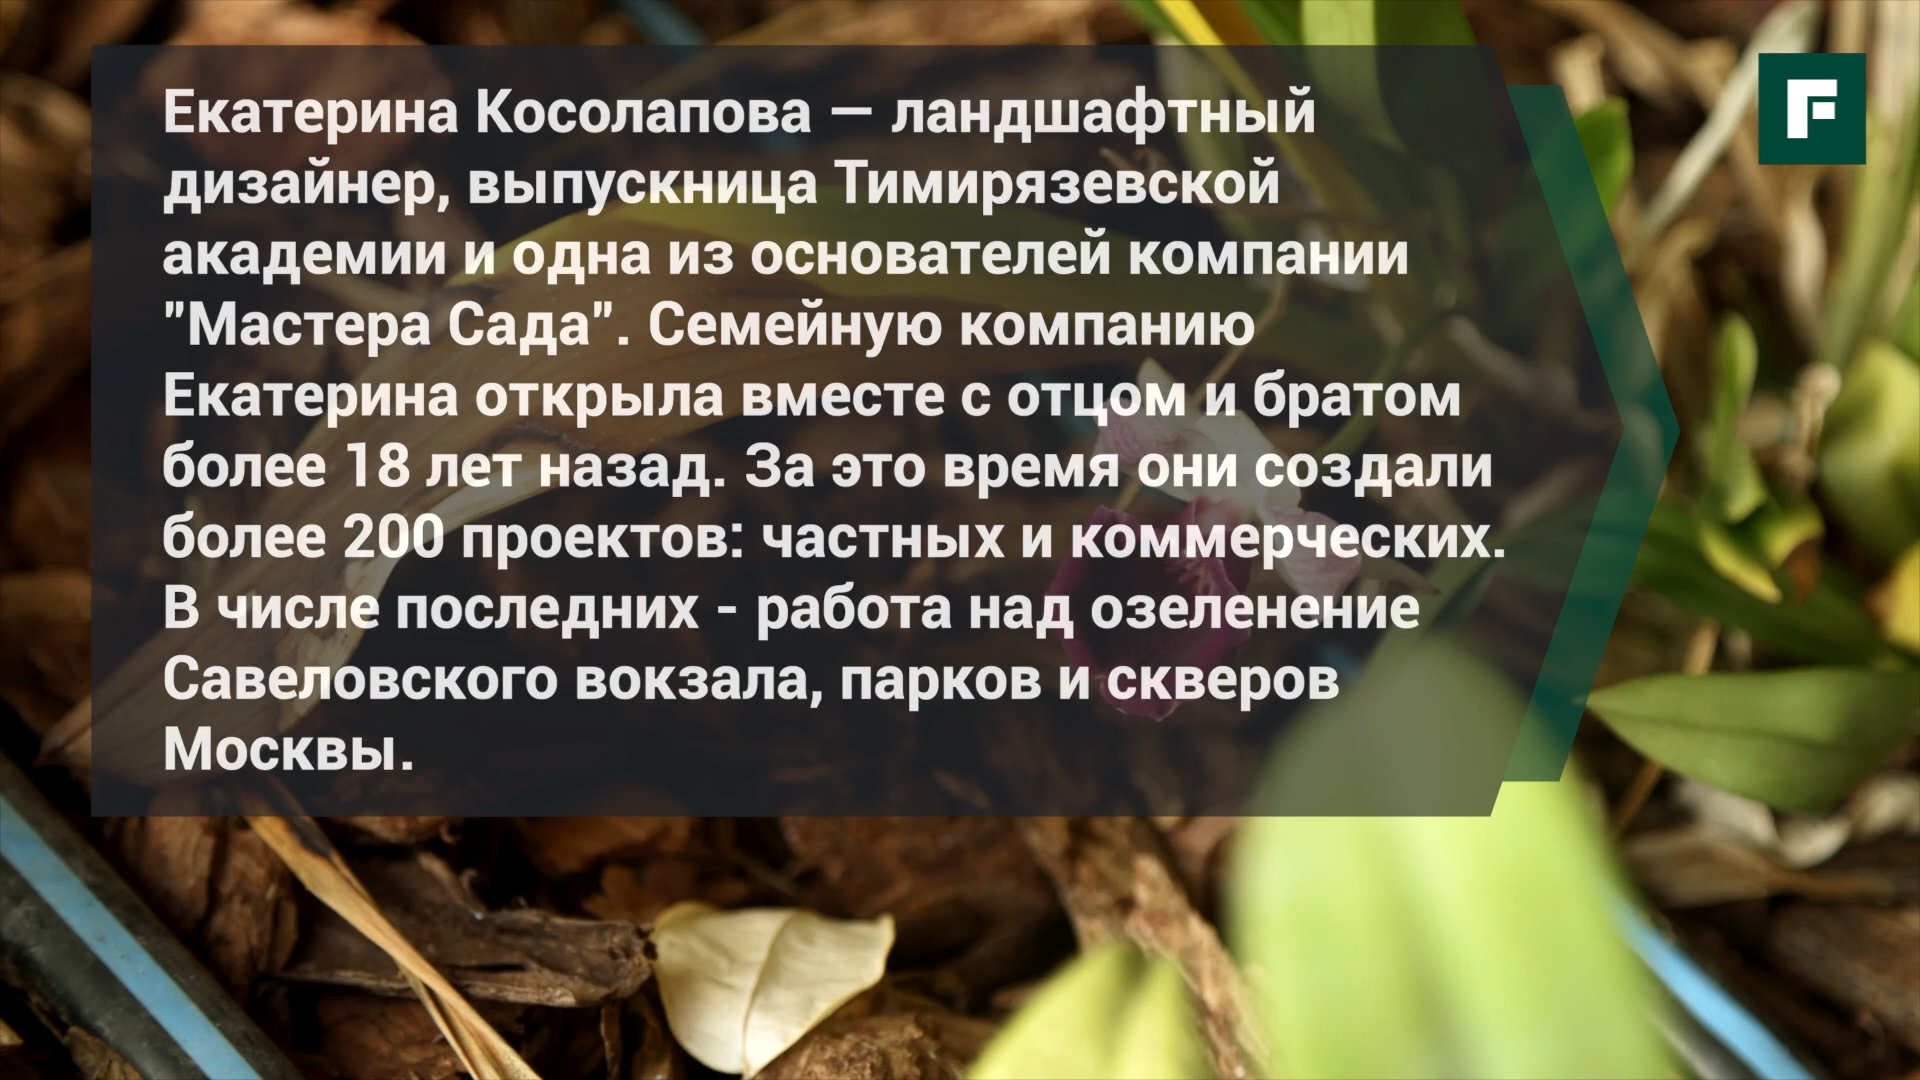 Екатерина Косолапова — ландшафтный
дизайнер, выпускница Тимирязевской
академии и одна из основателей компании
"Мастера Сада". Семейную компанию
Екатерина открыла вместе с отцом и братом
более 18 лет назад. За это время они создали
более 200 проектов: частных и коммерческих.
В числе последних - работа над озеленение
Савеловского вокзала, парков и скверов
Москвы.
F